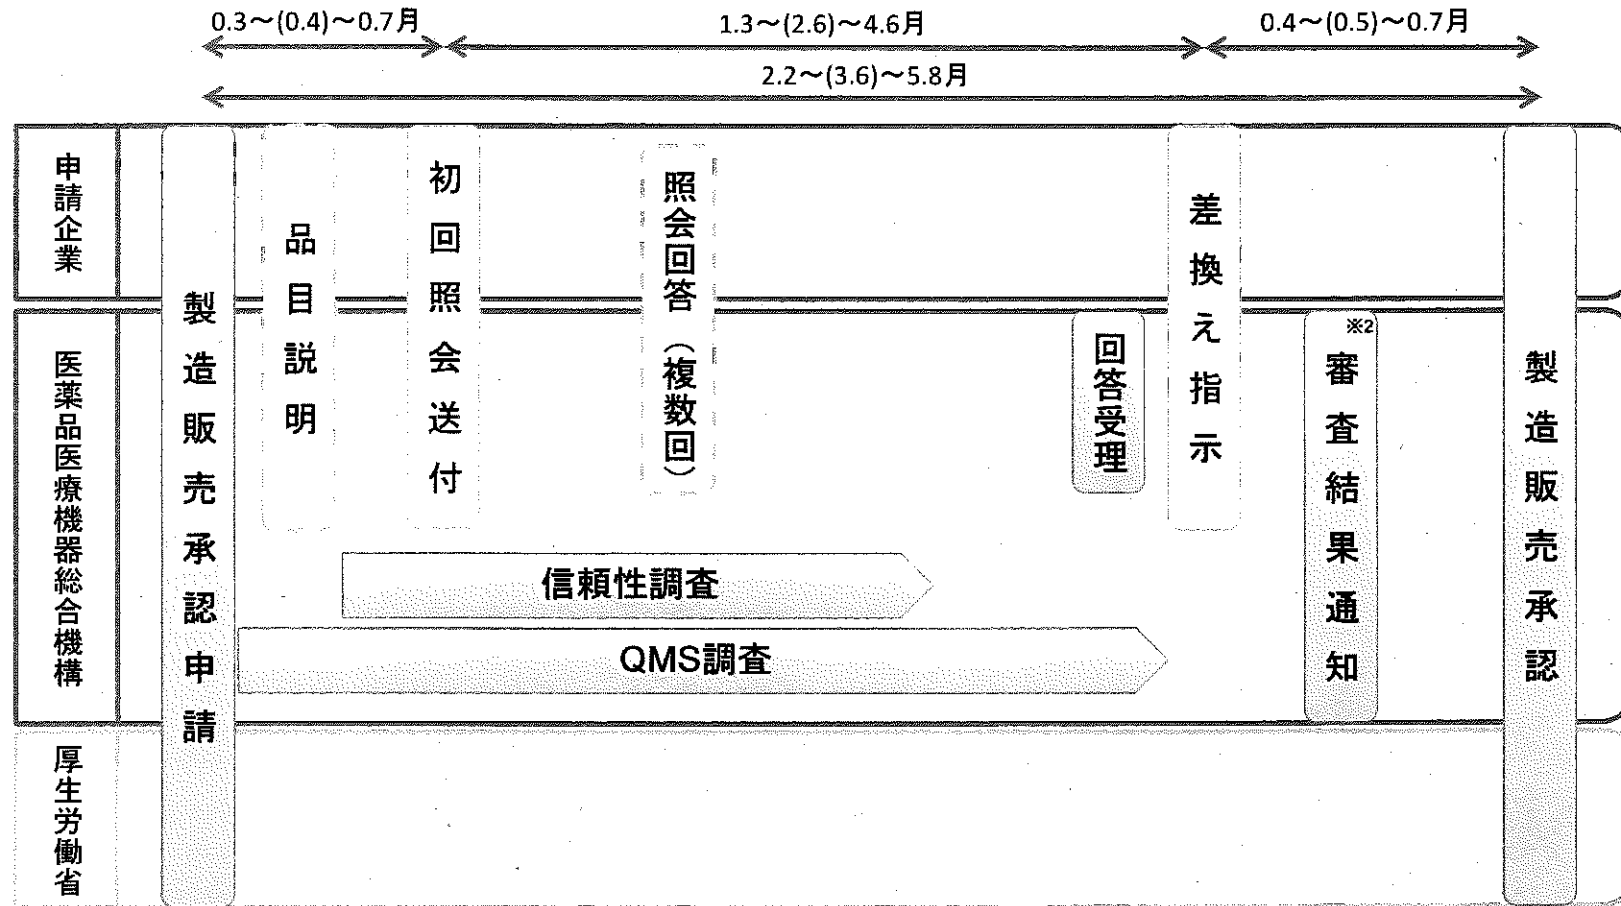 0.3～(0.4)～0.7月
1.3～(2.6)～4.6月
0.4～(0.5)～0.7月
2.2～(3.6)～5.8月
申請企業
医薬品医療機器総合機構
厚生労働省
製造販売承認申請
品目説明
初回照会送付
照会回答（複数回）
回答受理
差換え指示
※2
審査結果通知
製造販売承認
信頼性調査
QMS調査